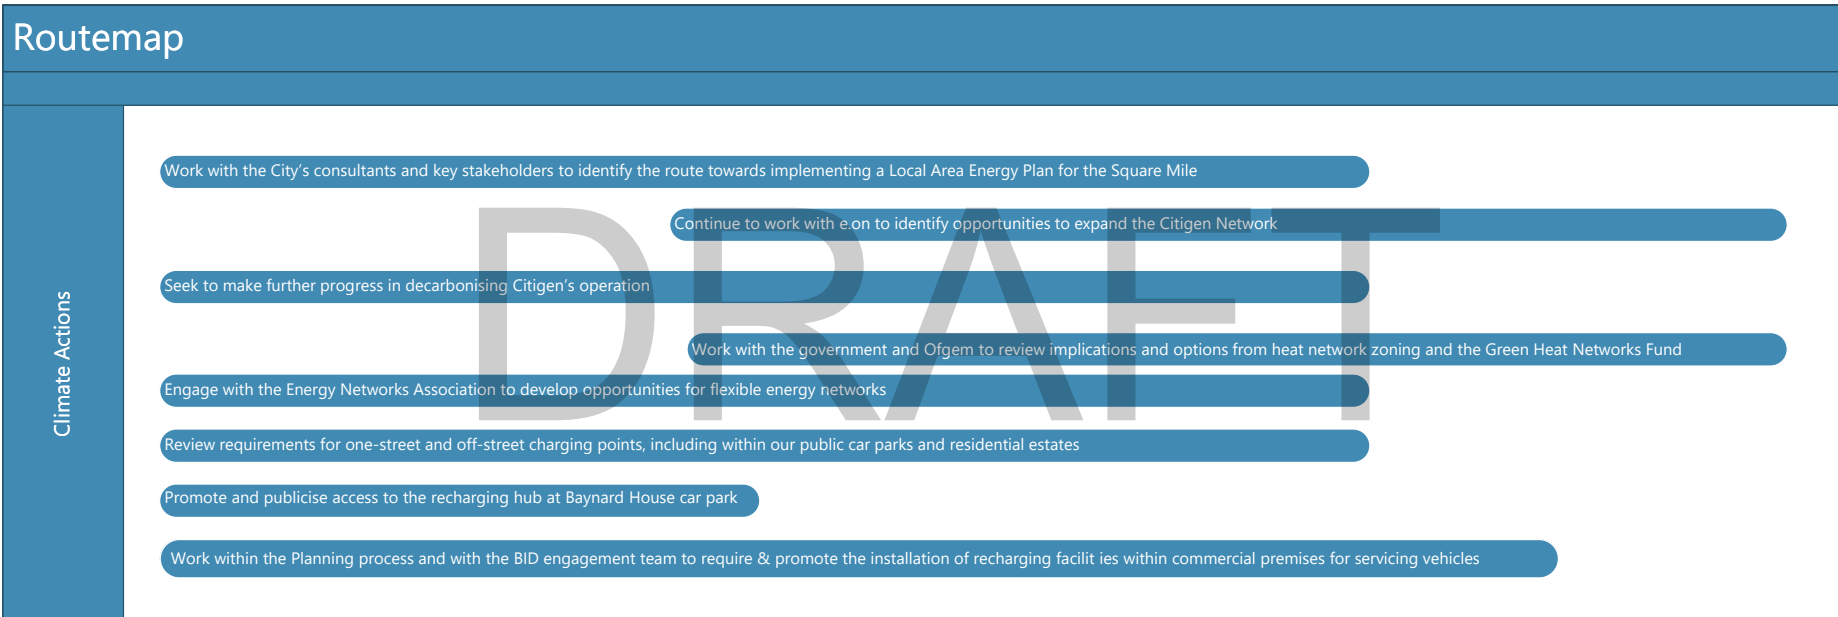 Routemap
Climate Actions
Work with the City’s consultants and key stakeholders to identify the route towards implementing a Local Area Energy Plan for the Square Mile
Continue to work with e.on to identify opportunities to expand the Citigen Network
Seek to make further progress in decarbonising Citigen’s operation
Work with the government and Ofgem to review implications and options from heat network zoning and the Green Heat Networks Fund
Engage with the Energy Networks Association to develop opportunities for flexible energy networks
Review requirements for one-street and off-street charging points, including within our public car parks and residential estates
Promote and publicise access to the recharging hub at Baynard House car park
Work within the Planning process and with the BID engagement team to require & promote the installation of recharging facilit ies within commercial premises for servicing vehicles
DRAFT